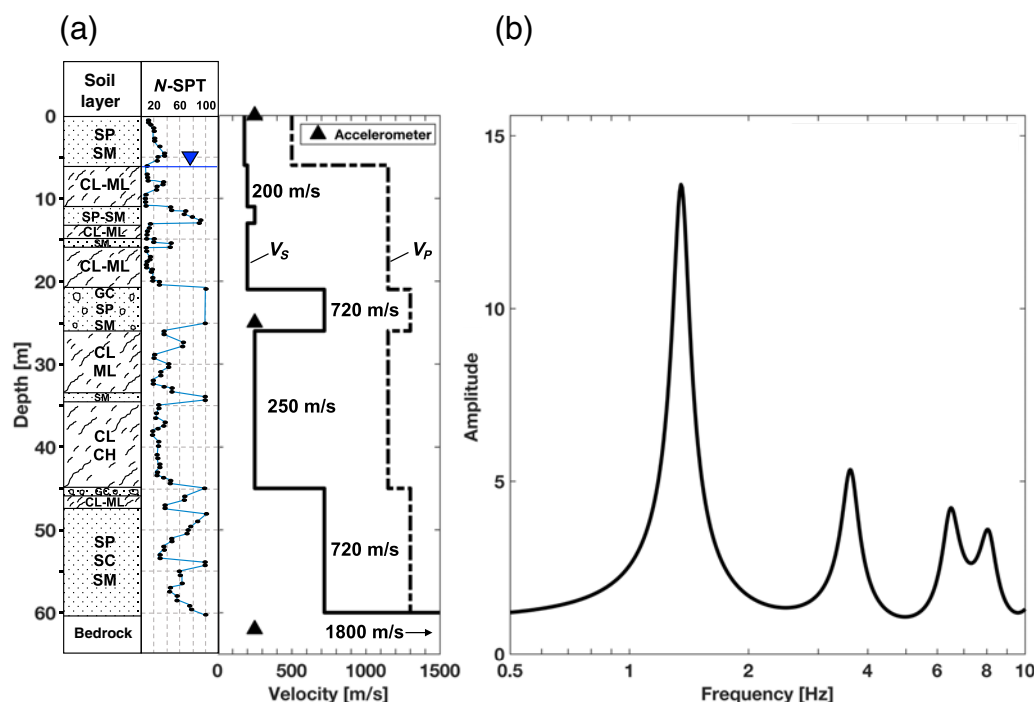 (a)
(b)
Soil
layer
N-SPT
20 60 100
0
10
20
30
40
50
60
Depth [m]
SP
SM
CL-ML
SP-SM
CL-ML
SM
CL-ML
GC
SP
SM
CL
ML
SM
CL
CH
GC
CL-ML
SP
SC
SM
Bedrock
Accelerometer
200 m/s
VS
VP
720 m/s
250 m/s
720 m/s
1800 m/s
0 500 1000 1500
Velocity [m/s]
15
10
5
0
Amplitude
0.5 1 2 4 6 8 10
Frequency [Hz]